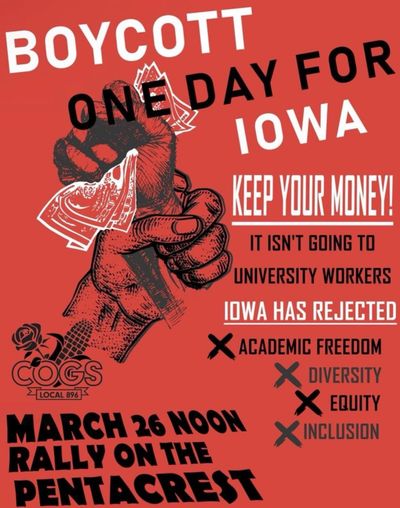 BOYCOTT
ONE DAY FOR
IOWA
KEEP YOUR MONEY!
IT ISN'T GOING TO
UNIVERSITY WORKERS
IOWA HAS REJECTED
ACADEMIC FREEDOM
DIVERSITY
EQUITY
INCLUSION
COGS
LOCAL 896
MARCH 26 NOON
RALLY ON THE
PENTACREST